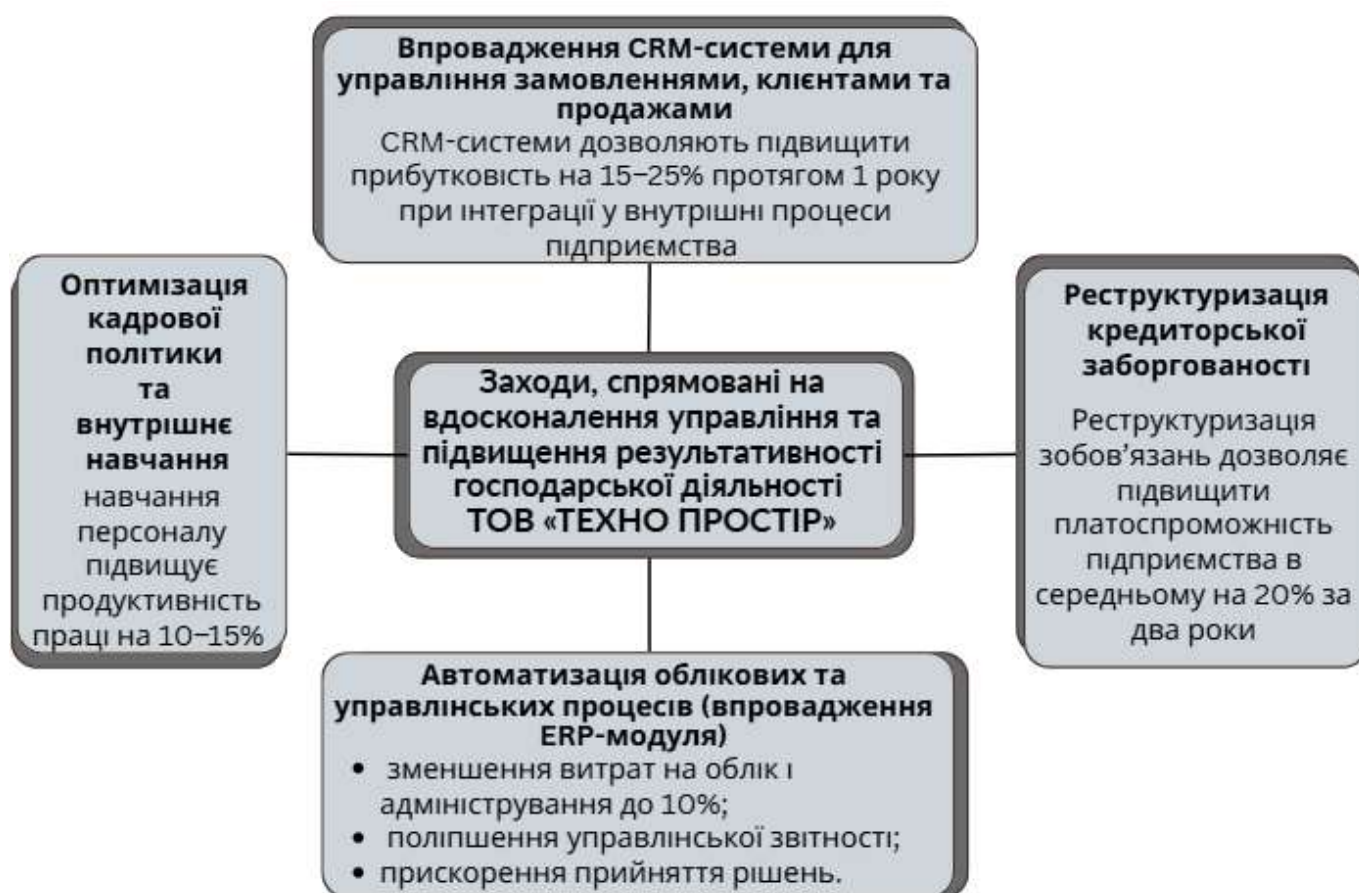 Впровадження CRM-системи для
управління замовленнями, клієнтами та
продажами
CRM-системи дозволяють підвищити
прибутковість на 15–25% протягом 1 року
при інтеграції у внутрішні процеси
підприємства
Оптимізація
кадрової
політики
та
внутрішнє
навчання
навчання
персоналу
підвищує
продуктивність
праці на 10–15%
Заходи, спрямовані на
вдосконалення управління та
підвищення результативності
господарської діяльності
ТОВ «ТЕХНО ПРОСТІР»
Реструктуризація
кредиторської
заборгованості
Реструктуризація
зобов’язань дозволяє
підвищити
платоспроможність
підприємства в
середньому на 20% за
два роки
Автоматизація облікових та
управлінських процесів (впровадження
ERP-модуля)
• зменшення витрат на облік і
адміністрування до 10%;
• поліпшення управлінської звітності;
• прискорення прийняття рішень.